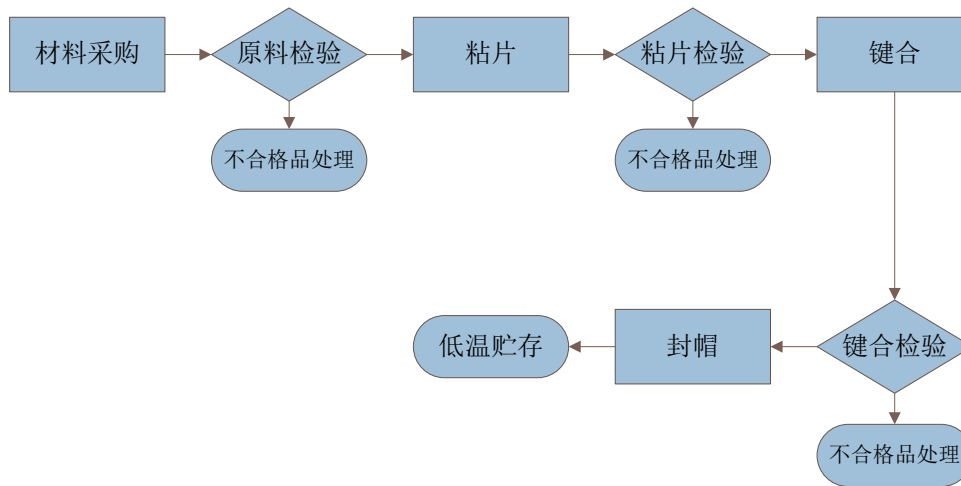 材料采购
原料检验
粘片
粘片检验
键合
不合格品处理
不合格品处理
低温贮存
封帽
键合检验
不合格品处理